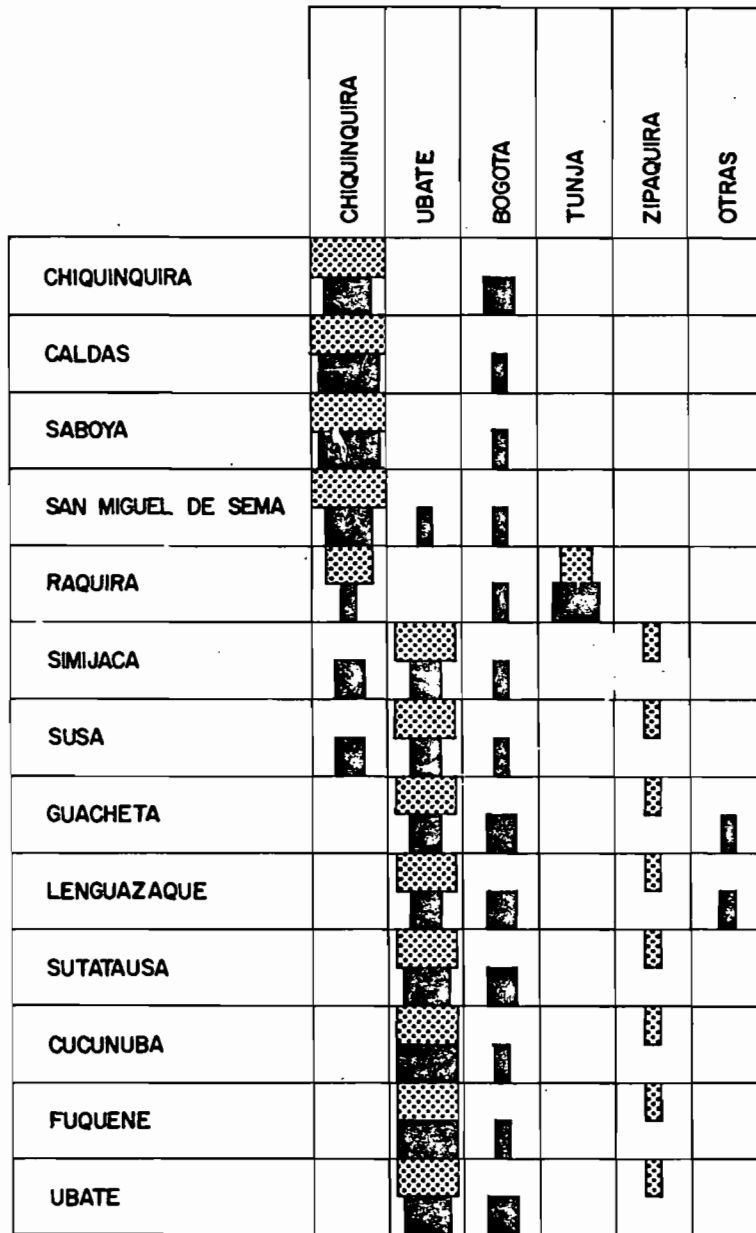 CHIQUINQUIRA
UBATE
BOGOTA
TUNJA
ZIPAQUIRA
OTRAS
CHIQUINQUIRA
CALDAS
SABOYA
SAN MIGUEL DE SEMA
RAQUIRA
SIMIJACA
SUSA
GUACHETA
LENGUAZAQUE
SUTATAUSA
CUCUNUBA
FUQUENE
UBATE